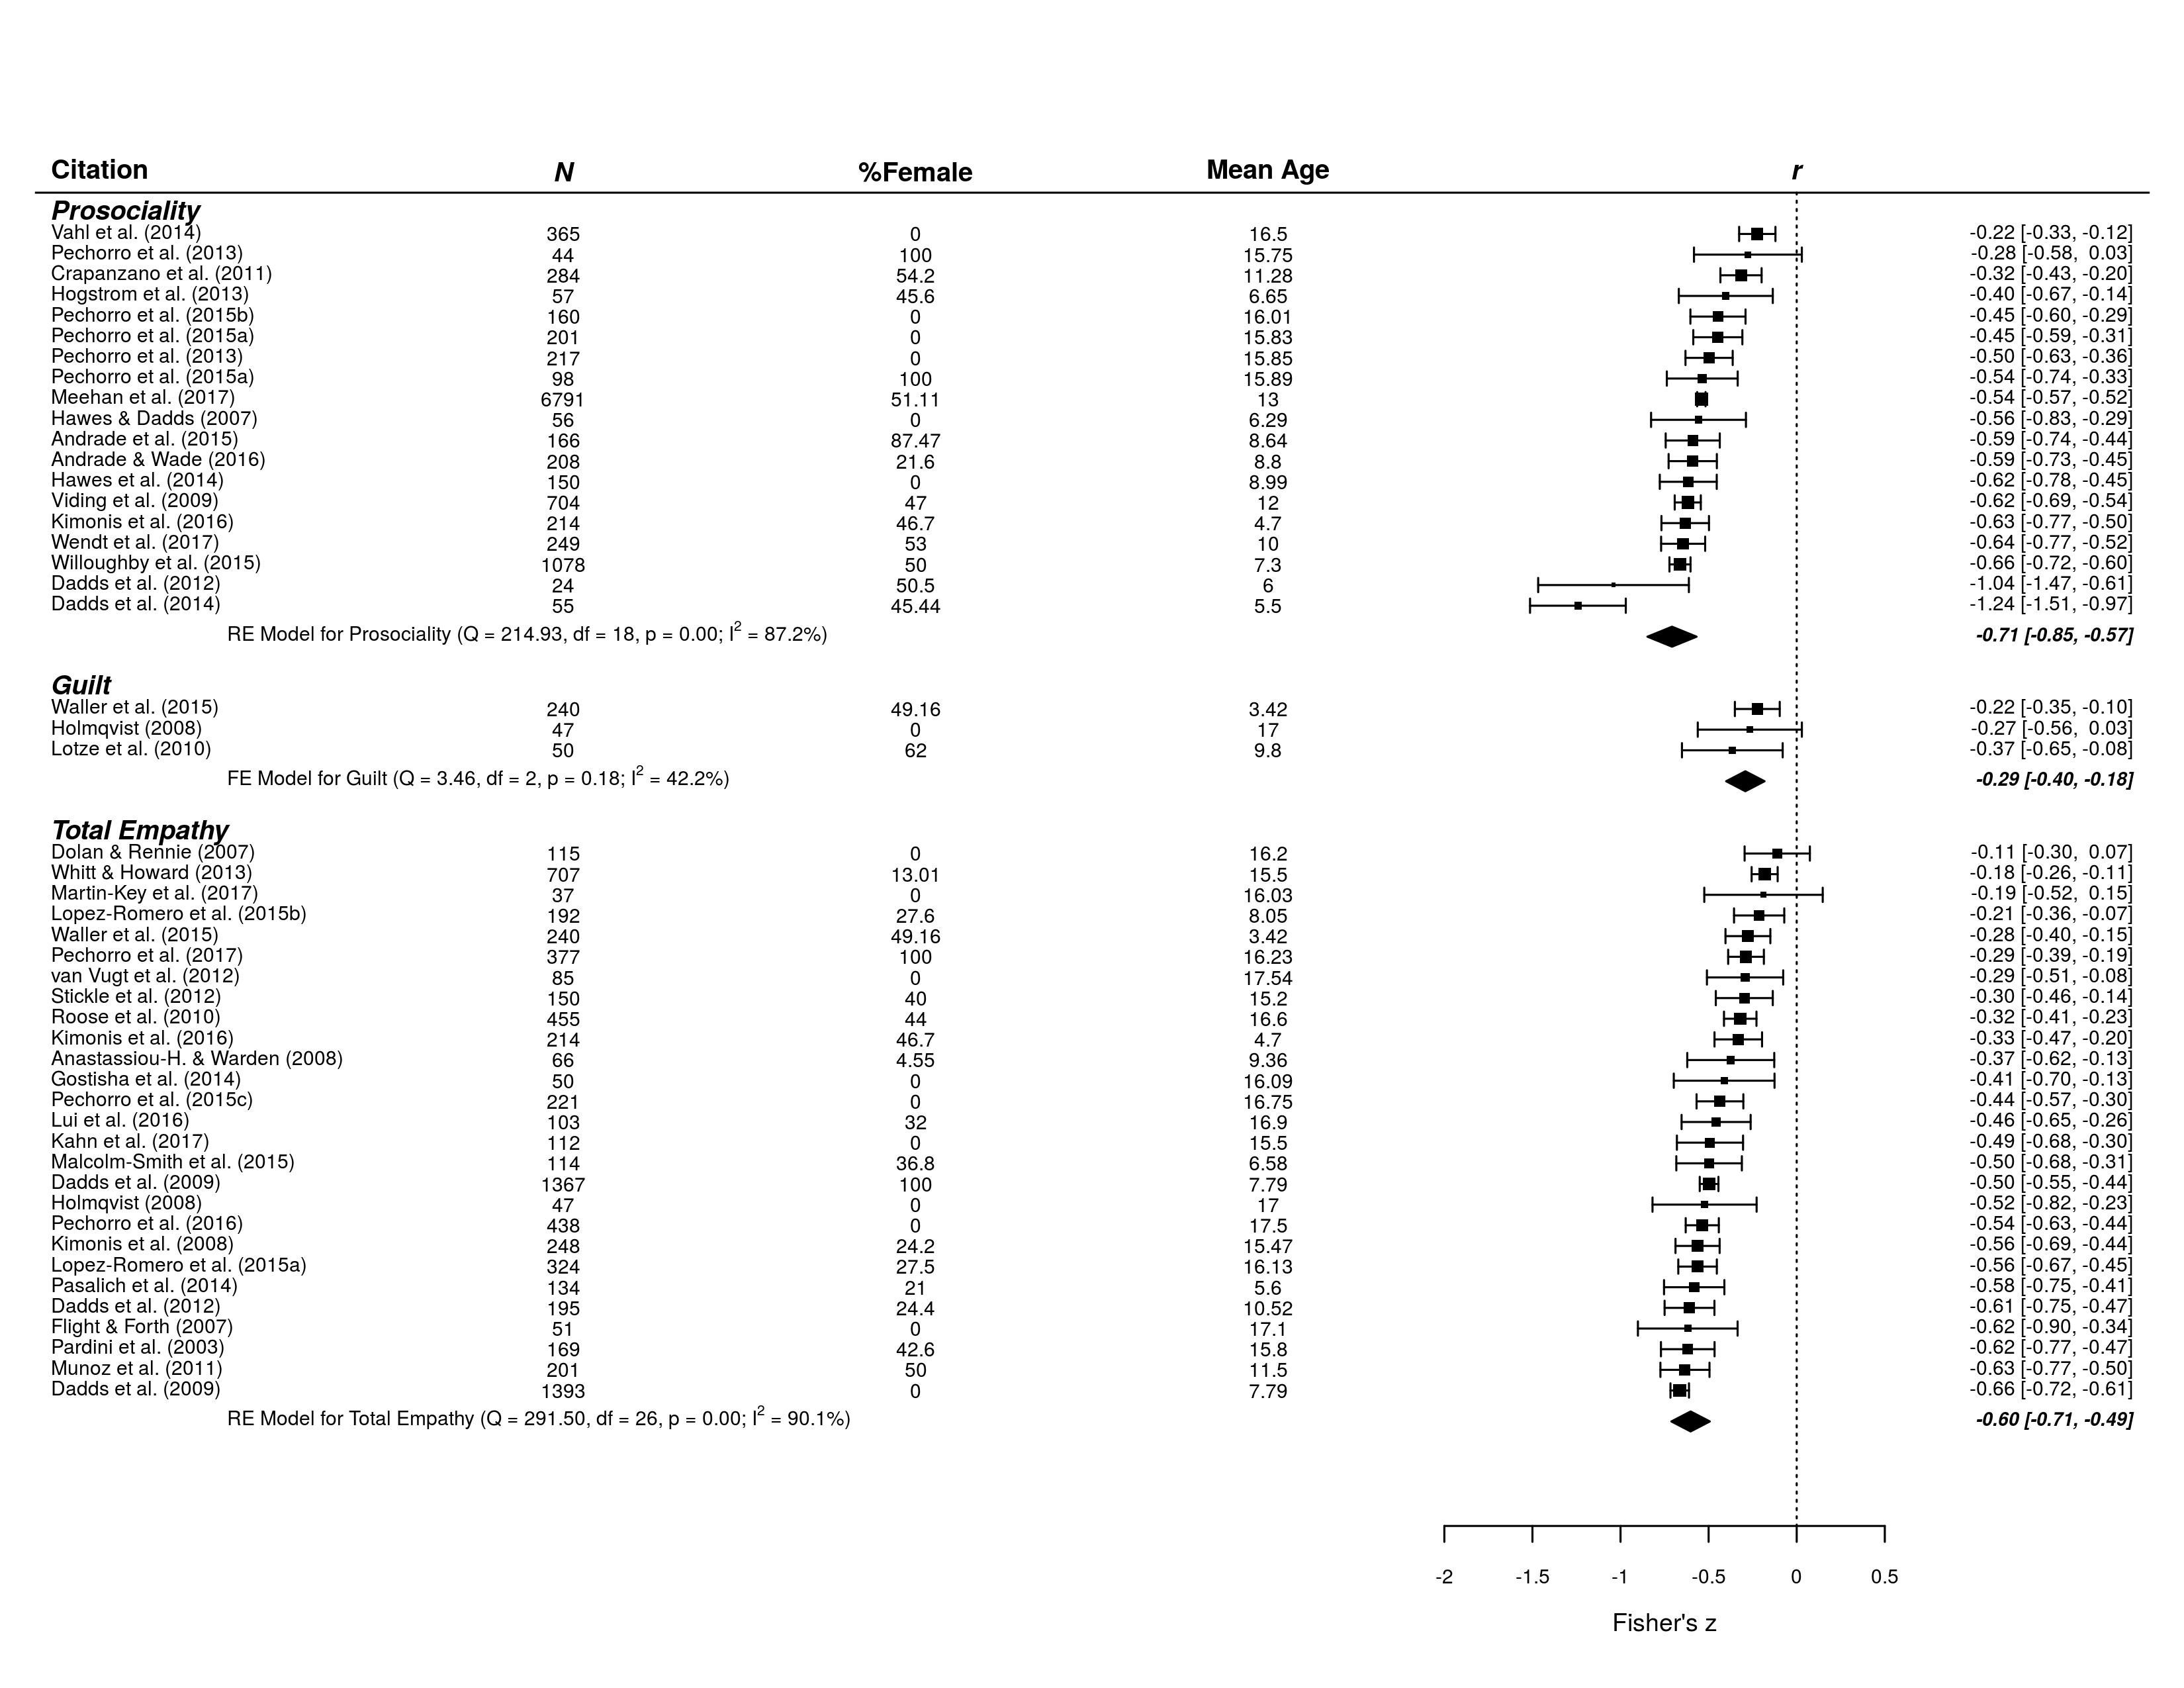 Citation N %Female Mean Age r
Prosociality
Vahl et al. (2014) 365 0 16.5 -0.22 [-0.33, -0.12]
Pechorro et al. (2013) 44 100 15.75 -0.28 [-0.58, 0.03]
Crapanzano et al. (2011) 284 54.2 11.28 -0.32 [-0.43, -0.20]
Hogstrom et al. (2013) 57 45.6 6.65 -0.40 [-0.67, -0.14]
Pechorro et al. (2015b) 160 0 16.01 -0.45 [-0.60, -0.29]
Pechorro et al. (2015a) 201 0 15.83 -0.45 [-0.59, -0.31]
Pechorro et al. (2013) 217 0 15.85 -0.50 [-0.63, -0.36]
Pechorro et al. (2015a) 98 100 15.89 -0.54 [-0.74, -0.33]
Meehan et al. (2017) 6791 51.11 13 -0.54 [-0.57, -0.52]
Hawes & Dadds (2007) 56 0 6.29 -0.56 [-0.83, -0.29]
Andrade et al. (2015) 166 87.47 8.64 -0.59 [-0.74, -0.44]
Andrade & Wade (2016) 208 21.6 8.8 -0.59 [-0.73, -0.45]
Hawes et al. (2014) 150 0 8.99 -0.62 [-0.78, -0.45]
Viding et al. (2009) 704 47 12 -0.62 [-0.69, -0.54]
Kimonis et al. (2016) 214 46.7 4.7 -0.63 [-0.77, -0.50]
Wendt et al. (2017) 249 53 10 -0.64 [-0.77, -0.52]
Willoughby et al. (2015) 1078 50 7.3 -0.66 [-0.72, -0.60]
Dadds et al. (2012) 24 50.5 6 -1.04 [-1.47, -0.61]
Dadds et al. (2014) 55 45.44 5.5 -1.24 [-1.51, -0.97]
RE Model for Prosociality (Q = 214.93, df = 18, p = 0.00; I² = 87.2%) -0.71 [-0.85, -0.57]
Guilt
Waller et al. (2015) 240 49.16 3.42 -0.22 [-0.35, -0.10]
Holmqvist (2008) 47 0 17 -0.27 [-0.56, 0.03]
Lotze et al. (2010) 50 62 9.8 -0.37 [-0.65, -0.08]
FE Model for Guilt (Q = 3.46, df = 2, p = 0.18; I² = 42.2%) -0.29 [-0.40, -0.18]
Total Empathy
Dolan & Rennie (2007) 115 0 16.2 -0.11 [-0.30, 0.07]
Whitt & Howard (2013) 707 13.01 15.5 -0.18 [-0.26, -0.11]
Martin-Key et al. (2017) 37 0 16.03 -0.19 [-0.52, 0.15]
Lopez-Romero et al. (2015b) 192 27.6 8.05 -0.21 [-0.36, -0.07]
Waller et al. (2015) 240 49.16 3.42 -0.28 [-0.40, -0.15]
Pechorro et al. (2017) 377 100 16.23 -0.29 [-0.39, -0.19]
van Vugt et al. (2012) 85 0 17.54 -0.29 [-0.51, -0.08]
Stickle et al. (2012) 150 40 15.2 -0.30 [-0.46, -0.14]
Roose et al. (2010) 455 44 16.6 -0.32 [-0.41, -0.23]
Kimonis et al. (2016) 214 46.7 4.7 -0.33 [-0.47, -0.20]
Anastassiou-H. & Warden (2008) 66 4.55 9.36 -0.37 [-0.62, -0.13]
Gostisha et al. (2014) 50 0 16.09 -0.41 [-0.70, -0.13]
Pechorro et al. (2015c) 221 0 16.75 -0.44 [-0.57, -0.30]
Lui et al. (2016) 103 32 16.9 -0.46 [-0.65, -0.26]
Kahn et al. (2017) 112 0 15.5 -0.49 [-0.68, -0.30]
Malcolm-Smith et al. (2015) 114 36.8 6.58 -0.50 [-0.68, -0.31]
Dadds et al. (2009) 1367 100 7.79 -0.50 [-0.55, -0.44]
Holmqvist (2008) 47 0 17 -0.52 [-0.82, -0.23]
Pechorro et al. (2016) 438 0 17.5 -0.54 [-0.63, -0.44]
Kimonis et al. (2008) 248 24.2 15.47 -0.56 [-0.69, -0.44]
Lopez-Romero et al. (2015a) 324 27.5 16.13 -0.56 [-0.67, -0.45]
Pasalich et al. (2014) 134 21 5.6 -0.58 [-0.75, -0.41]
Dadds et al. (2012) 195 24.4 10.52 -0.61 [-0.75, -0.47]
Flight & Forth (2007) 51 0 17.1 -0.62 [-0.90, -0.34]
Pardini et al. (2003) 169 42.6 15.8 -0.62 [-0.77, -0.47]
Munoz et al. (2011) 201 50 11.5 -0.63 [-0.77, -0.50]
Dadds et al. (2009) 1393 0 7.79 -0.66 [-0.72, -0.61]
RE Model for Total Empathy (Q = 291.50, df = 26, p = 0.00; I² = 90.1%) -0.60 [-0.71, -0.49]
-2 -1.5 -1 -0.5 0 0.5
Fisher's z